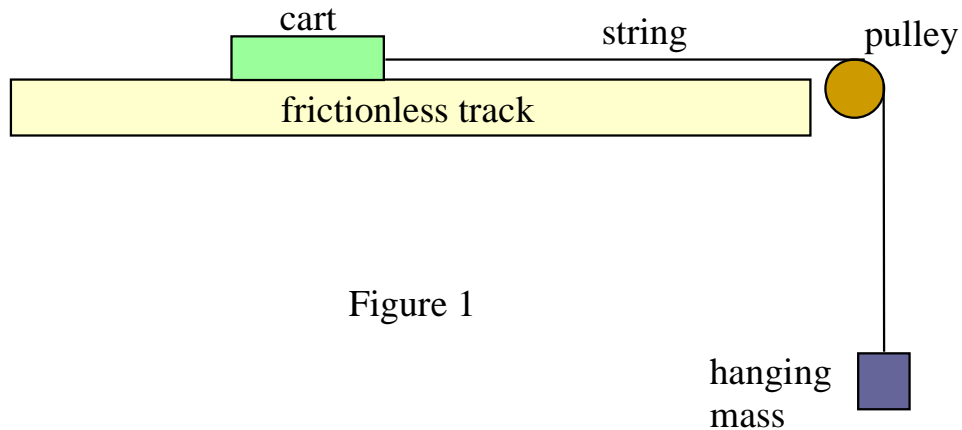 cart
string
pulley
frictionless track
Figure 1
hanging
mass